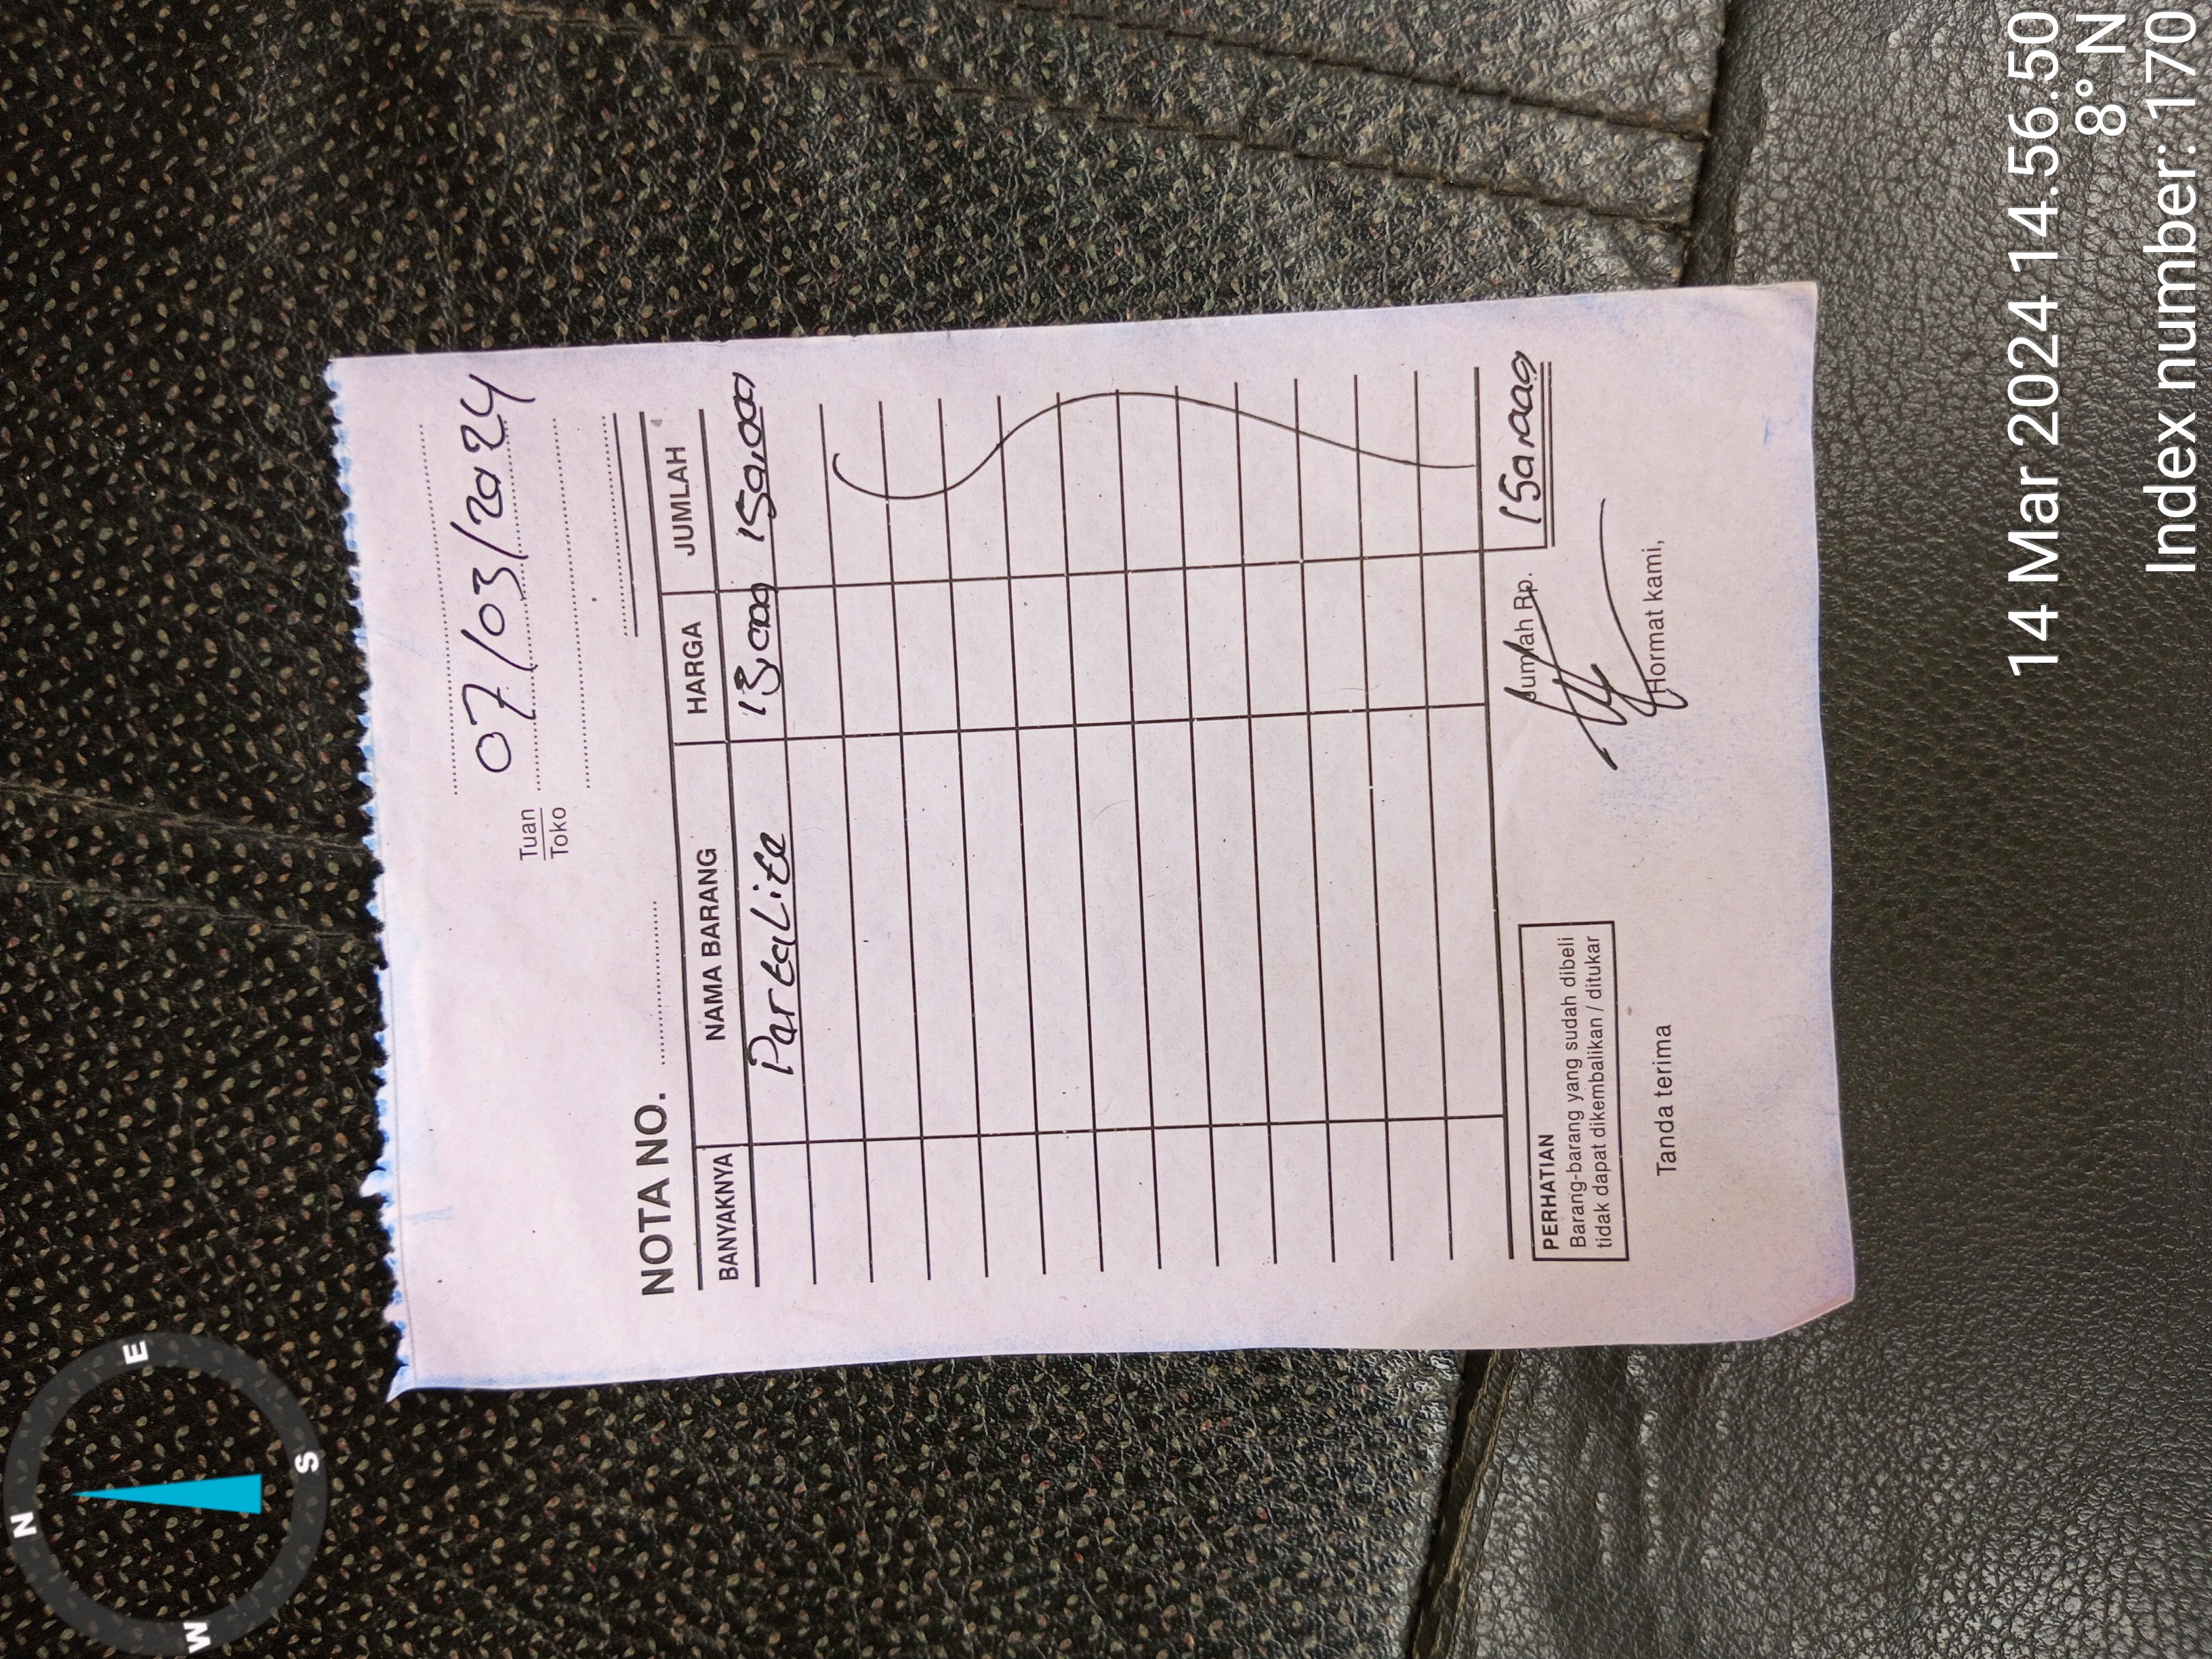 07/03/2024
Tuan
Toko
NOTA NO.
BANYAKNYA NAMA BARANG HARGA JUMLAH
PertaLite 13,000 150.000
Jumlah Rp. 150.000
PERHATIAN
Barang-barang yang sudah dibeli
tidak dapat dikembalikan / ditukar
Tanda terima Hormat kami,
N
E
S
W
14 Mar 2024 14.56.50
8° N
Index number: 170